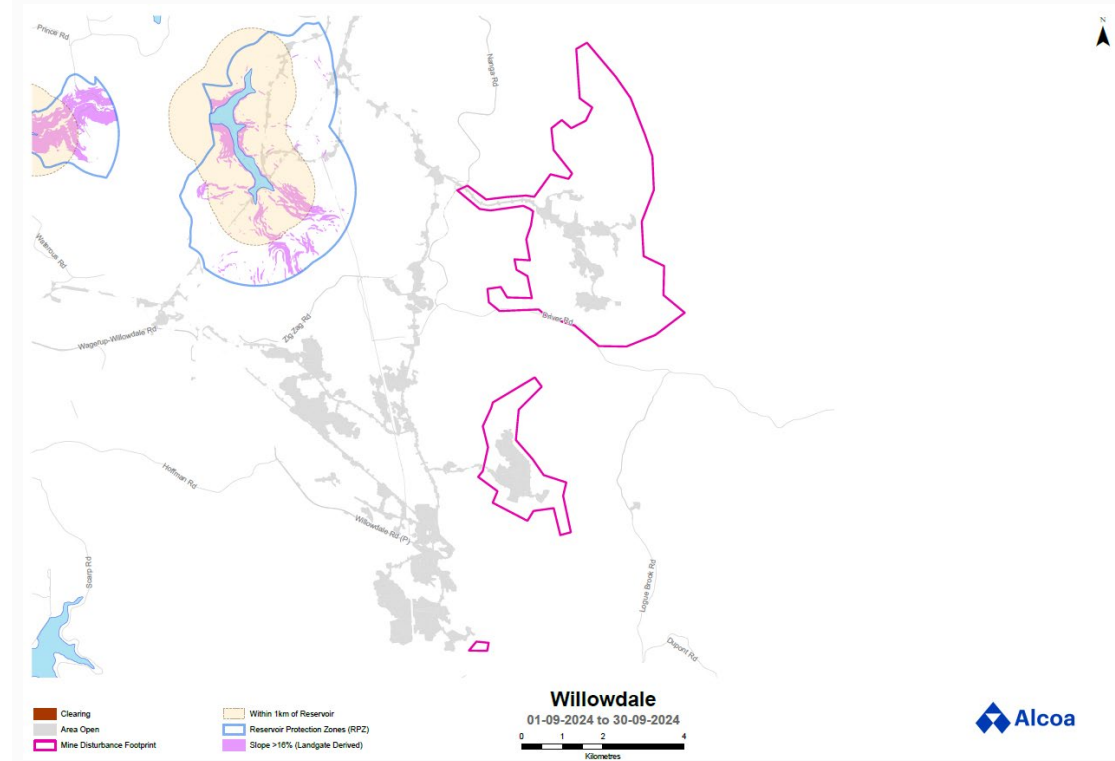 N
Prince Rd
Nanga Rd
Waterous Rd
Zig Zag Rd
Wagerup-Willowdale Rd
Hoffman Rd
Willowdale Rd (P)
Scarp Rd
Logue Brook Rd
Dupont Rd
Willowdale
01-09-2024 to 30-09-2024
0 1 2 4
Kilometres
Clearing
Area Open
Mine Disturbance Footprint
Within 1km of Reservoir
Reservoir Protection Zones (RPZ)
Slope >16% (Landgate Derived)
Alcoa